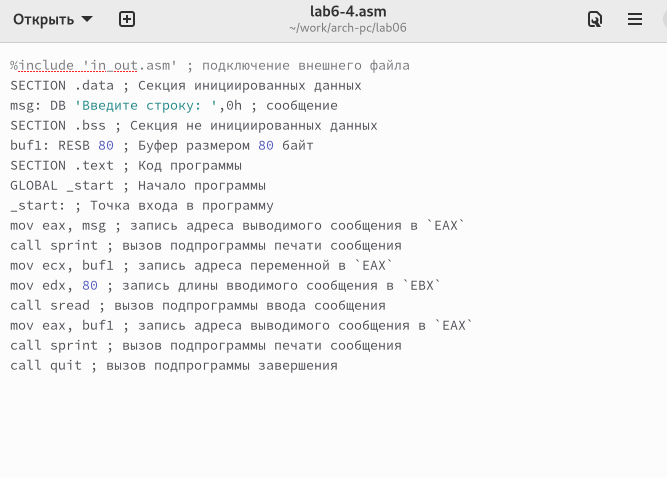 Открыть
lab6-4.asm
~/work/arch-pc/lab06
%include 'in_out.asm' ; подключение внешнего файла
SECTION .data ; Секция инициированных данных
msg: DB 'Введите строку: ',0h ; сообщение
SECTION .bss ; Секция не инициированных данных
buf1: RESB 80 ; Буфер размером 80 байт
SECTION .text ; Код программы
GLOBAL _start ; Начало программы
_start: ; Точка входа в программу
mov eax, msg ; запись адреса выводимого сообщения в `EAX`
call sprint ; вызов подпрограммы печати сообщения
mov ecx, buf1 ; запись адреса переменной в `EAX`
mov edx, 80 ; запись длины вводимого сообщения в `EBX`
call sread ; вызов подпрограммы ввода сообщения
mov eax, buf1 ; запись адреса выводимого сообщения в `EAX`
call sprint ; вызов подпрограммы печати сообщения
call quit ; вызов подпрограммы завершения